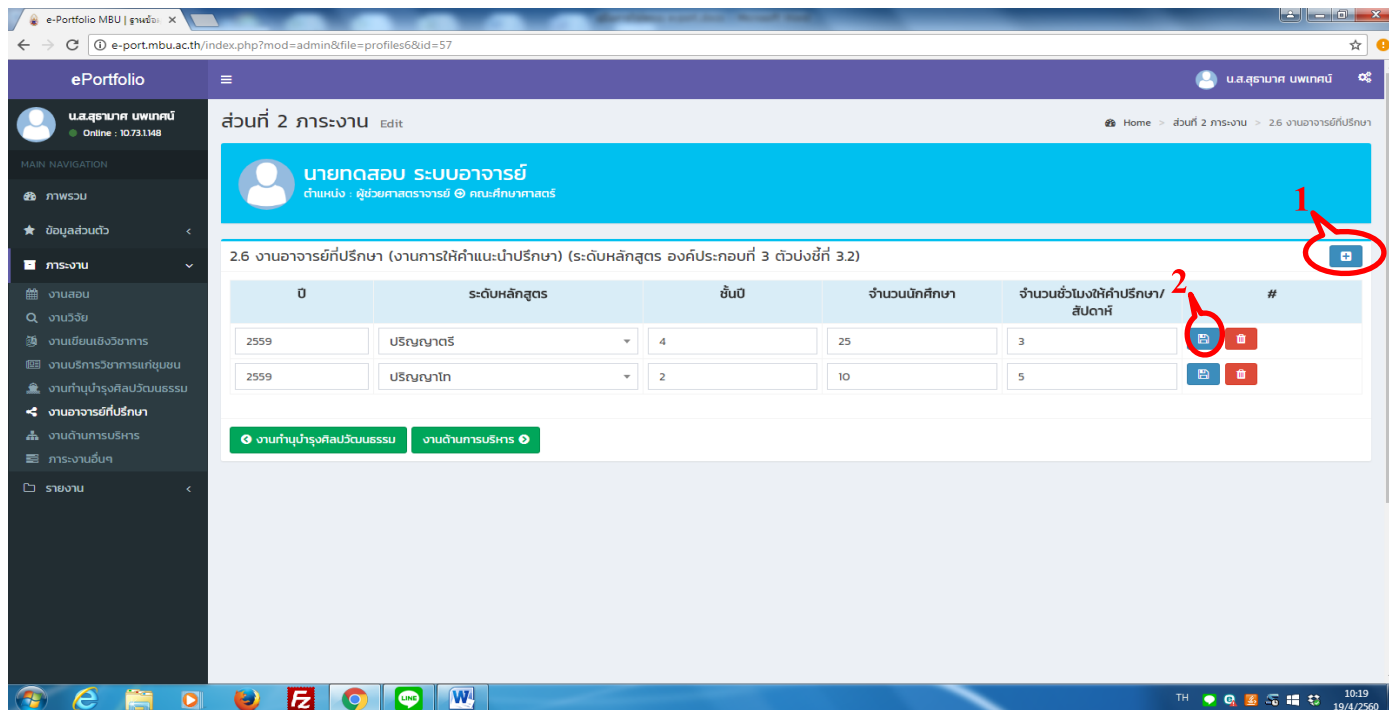 e-Portfolio MBU | ฐานข้อ
e-port.mbu.ac.th/index.php?mod=admin&file=profiles6&id=57
ePortfolio
น.ส.สุธามาศ นพเทศน์
น.ส.สุธามาศ นพเทศน์
Online : 10.73.1.148
ส่วนที่ 2 ภาระงาน Edit
Home > ส่วนที่ 2 ภาระงาน > 2.6 งานอาจารย์ที่ปรึกษา
MAIN NAVIGATION
ภาพรวม
ข้อมูลส่วนตัว
ภาระงาน
งานสอน
งานวิจัย
งานเขียนเชิงวิชาการ
งานบริการวิชาการแก่ชุมชน
งานทำนุบำรุงศิลปวัฒนธรรม
งานอาจารย์ที่ปรึกษา
งานด้านการบริหาร
ภาระงานอื่นๆ
รายงาน
นายทดสอบ ระบบอาจารย์
ตำแหน่ง : ผู้ช่วยศาสตราจารย์ คณะศึกษาศาสตร์
1
2.6 งานอาจารย์ที่ปรึกษา (งานการให้คำแนะนำปรึกษา) (ระดับหลักสูตร องค์ประกอบที่ 3 ตัวบ่งชี้ที่ 3.2)
2
ปี ระดับหลักสูตร ชั้นปี จำนวนนักศึกษา จำนวนชั่วโมงให้คำปรึกษา/ #
สัปดาห์
2559 ปริญญาตรี 4 25 3
2559 ปริญญาโท 2 10 5
งานทำนุบำรุงศิลปวัฒนธรรม งานด้านการบริหาร
LINE
TH
10:19
19/4/2560